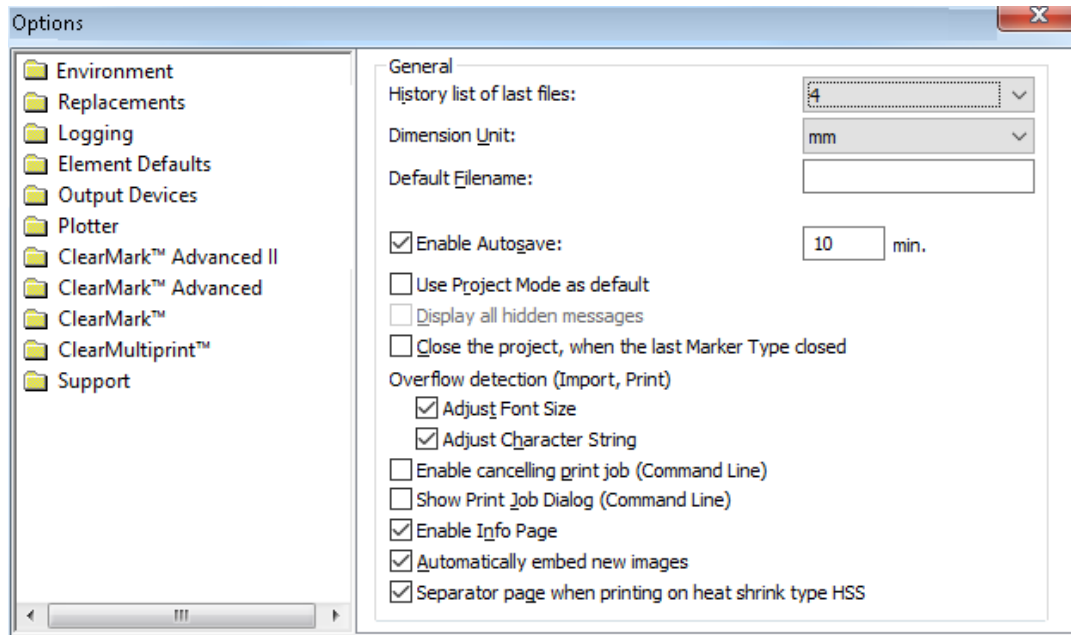 Options
Environment
Replacements
Logging
Element Defaults
Output Devices
Plotter
ClearMark™ Advanced II
ClearMark™ Advanced
ClearMark™
ClearMultiprint™
Support
General
History list of last files: 4
Dimension Unit: mm
Default Filename:
Enable Autosave: 10 min.
Use Project Mode as default
Display all hidden messages
Close the project, when the last Marker Type closed
Overflow detection (Import, Print)
Adjust Font Size
Adjust Character String
Enable cancelling print job (Command Line)
Show Print Job Dialog (Command Line)
Enable Info Page
Automatically embed new images
Separator page when printing on heat shrink type HSS